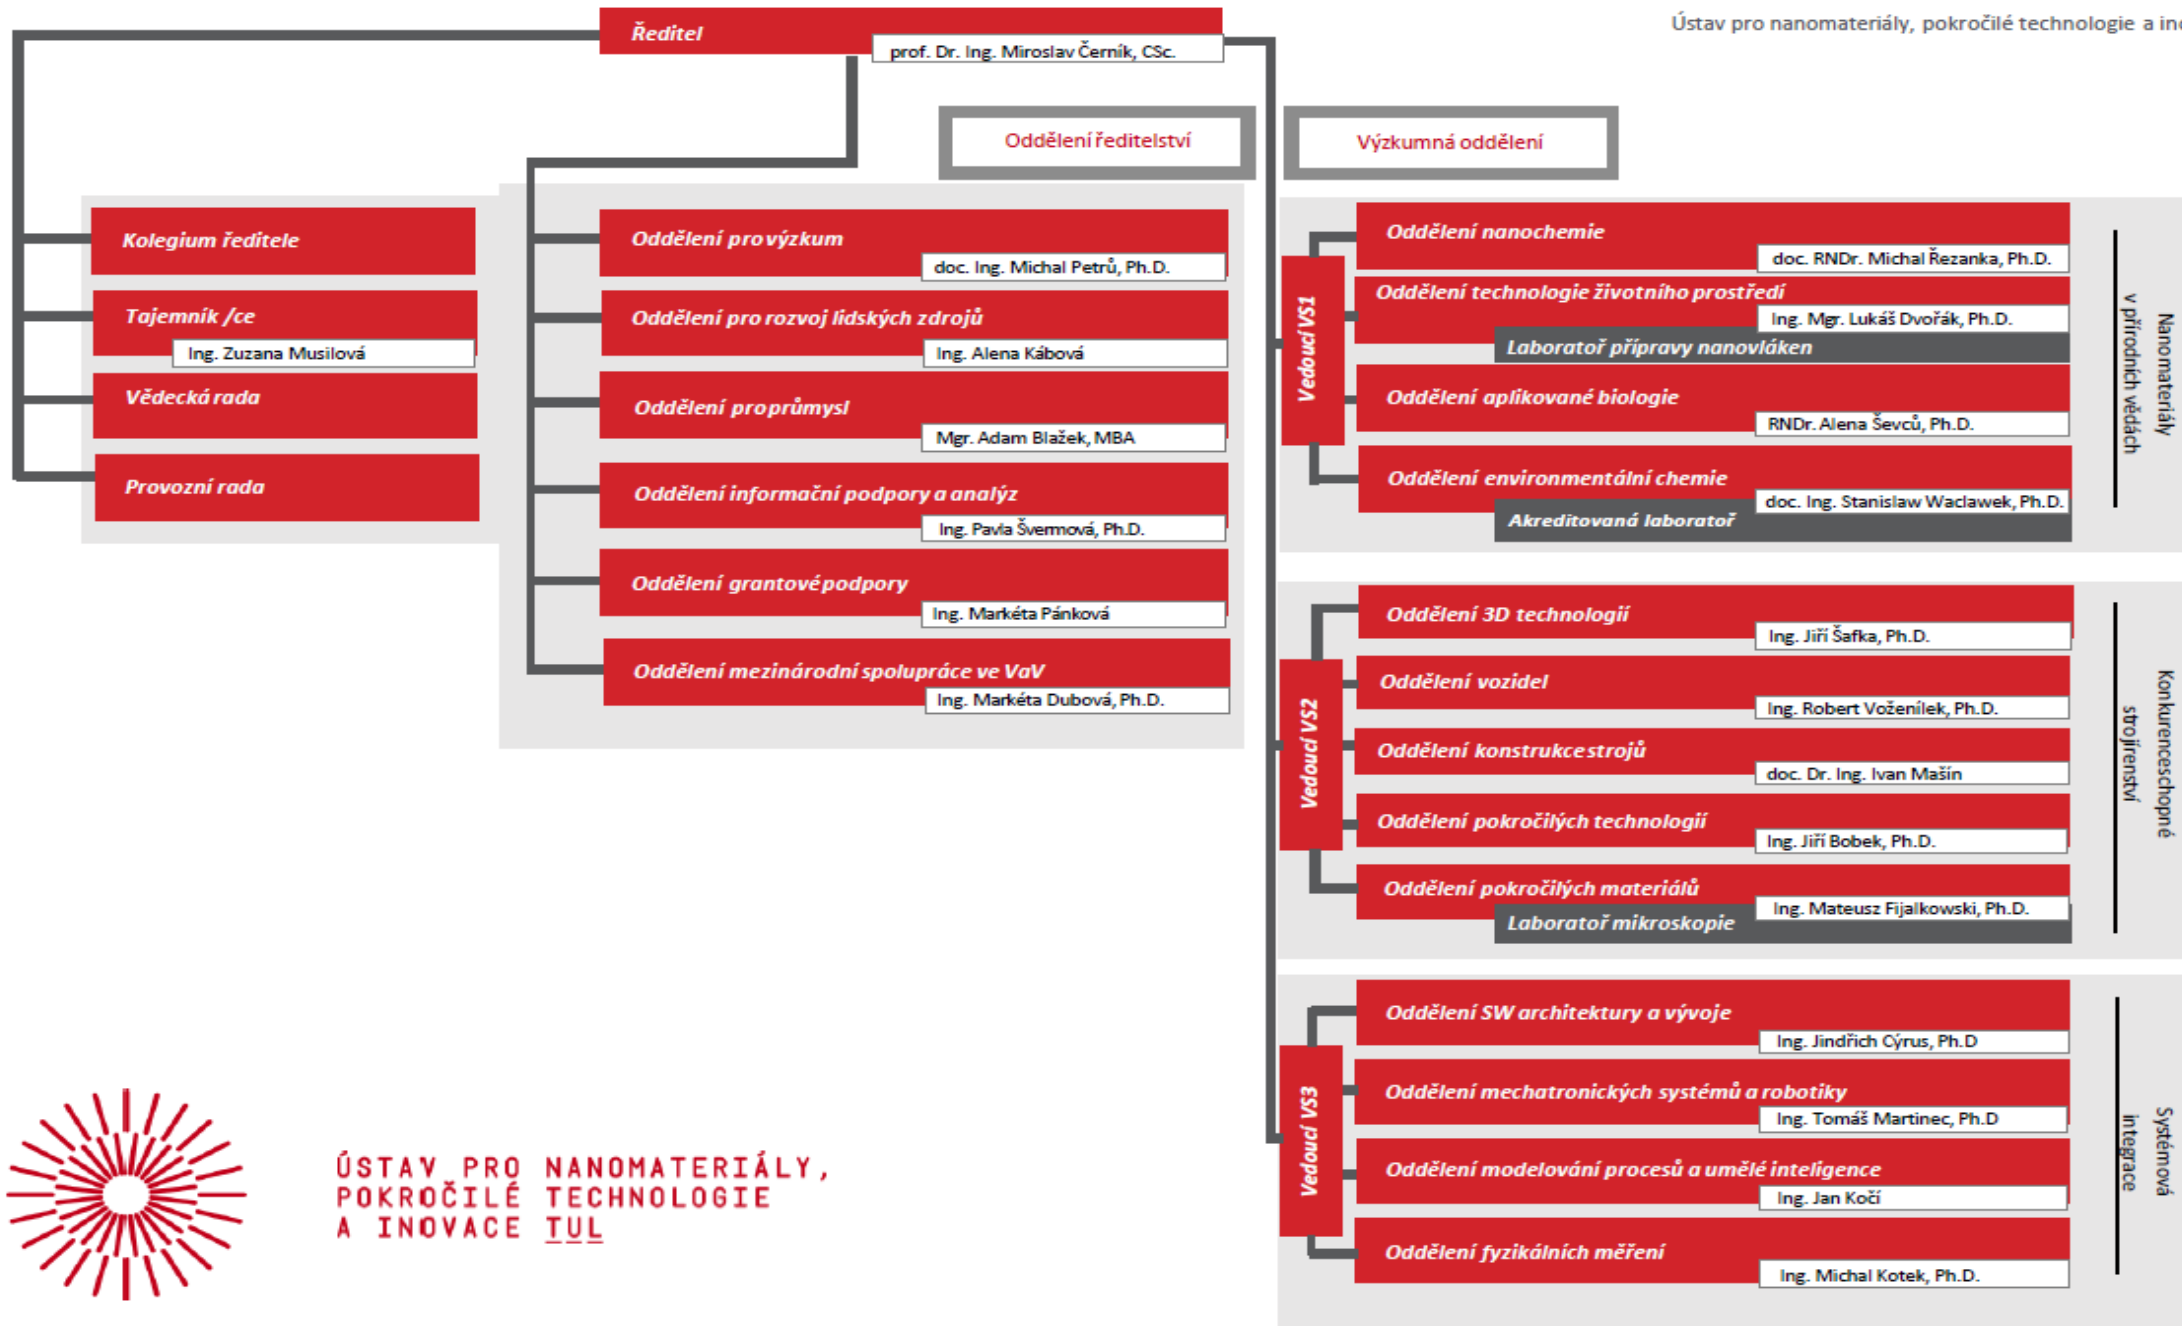 Ústav pro nanomateriály, pokročilé technologie a
Ředitel
prof. Dr. Ing. Miroslav Černík, CSc.
Oddělení ředitelství
Výzkumná oddělení
Kolegium ředitele
Tajemník /ce
Ing. Zuzana Musilová
Vědecká rada
Provozní rada
Oddělení pro výzkum
doc. Ing. Michal Petrů, Ph.D.
Oddělení pro rozvoj lidských zdrojů
Ing. Alena Kábová
Oddělení pro průmysl
Mgr. Adam Blažek, MBA
Oddělení informační podpory a analýz
Ing. Pavla Švermová, Ph.D.
Oddělení grantové podpory
Ing. Markéta Pánková
Oddělení mezinárodní spolupráce ve VaV
Ing. Markéta Dubová, Ph.D.
Vedoucí VS1
Oddělení nanochemie
doc. RNDr. Michal Řezanka, Ph.D.
Oddělení technologie životního prostředí
Ing. Mgr. Lukáš Dvořák, Ph.D.
Laboratoř přípravy nanovláken
Oddělení aplikované biologie
RNDr. Alena Ševců, Ph.D.
Oddělení environmentální chemie
doc. Ing. Stanislaw Waclawek, Ph.D.
Akreditovaná laboratoř
Nanomateriály
v přírodních vědách
Vedoucí VS2
Oddělení 3D technologií
Ing. Jiří Šafka, Ph.D.
Oddělení vozidel
Ing. Robert Voženílek, Ph.D.
Oddělení konstrukce strojů
doc. Dr. Ing. Ivan Mašín
Oddělení pokročilých technologií
Ing. Jiří Bobek, Ph.D.
Oddělení pokročilých materiálů
Ing. Mateusz Fijalkowski, Ph.D.
Laboratoř mikroskopie
Konkurenceschopné
strojírenství
Vedoucí VS3
Oddělení SW architektury a vývoje
Ing. Jindřich Cýrus, Ph.D
Oddělení mechatronických systémů a robotiky
Ing. Tomáš Martinec, Ph.D
Oddělení modelování procesů a umělé inteligence
Ing. Jan Kočí
Oddělení fyzikálních měření
Ing. Michal Kotek, Ph.D.
Systémová
integrace
ÚSTAV PRO NANOMATERIÁLY,
POKROČILÉ TECHNOLOGIE
A INOVACE TUL